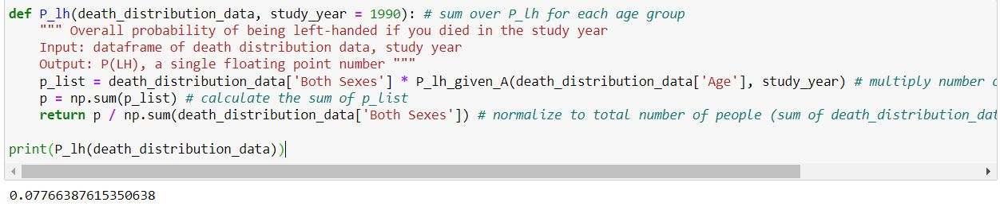 def P_lh(death_distribution_data, study_year = 1990): # sum over P_lh for each age group
    """ Overall probability of being left-handed if you died in the study year
    Input: dataframe of death distribution data, study year
    Output: P(LH), a single floating point number """
    p_list = death_distribution_data['Both Sexes'] * P_lh_given_A(death_distribution_data['Age'], study_year) # multiply number
    p = np.sum(p_list) # calculate the sum of p_list
    return p / np.sum(death_distribution_data['Both Sexes']) # normalize to total number of people (sum of death_distribution_dat
print(P_lh(death_distribution_data))
0.07766387615350638